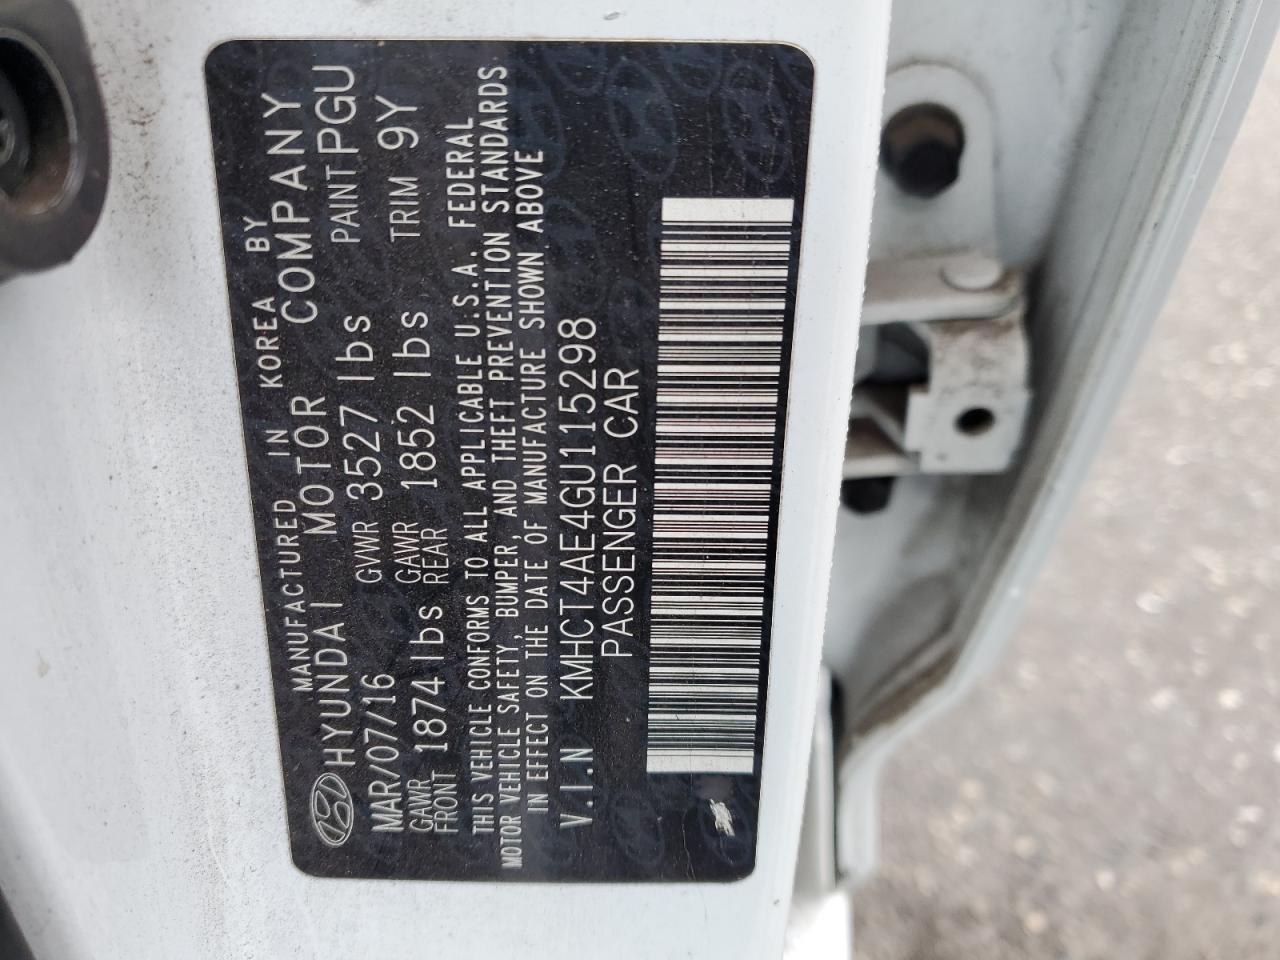 MANUFACTURED IN KOREA BY
HYUNDAI MOTOR COMPANY
MAR/07/16 GVWR 3527 lbs PAINT PGU
GAWR FRONT 1874 lbs GAWR REAR 1852 lbs TRIM 9Y
THIS VEHICLE CONFORMS TO ALL APPLICABLE U.S.A. FEDERAL
MOTOR VEHICLE SAFETY, BUMPER, AND THEFT PREVENTION STANDARDS
IN EFFECT ON THE DATE OF MANUFACTURE SHOWN ABOVE
V.I.N KMHCT4AE4GU115298
PASSENGER CAR